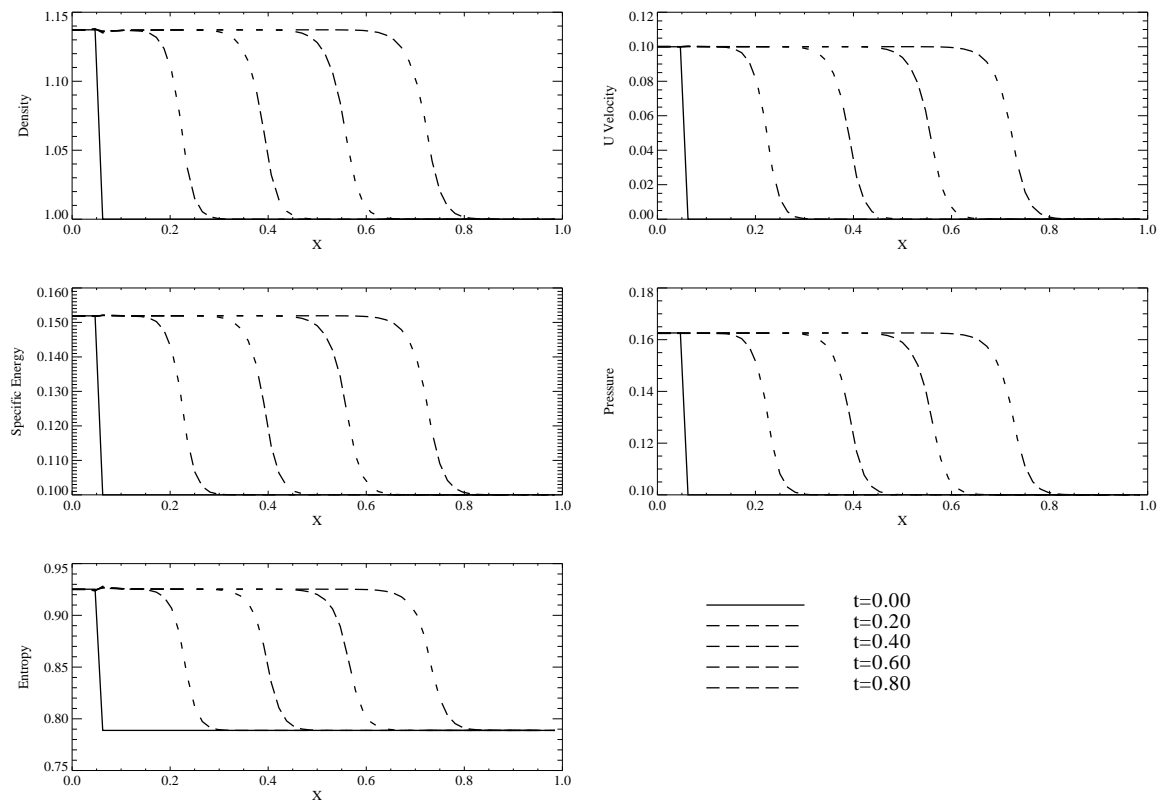 1.15
1.10
1.05
1.00
Density
0.0 0.2 0.4 0.6 0.8 1.0
X
0.12
0.10
0.08
0.06
0.04
0.02
0.00
U Velocity
0.0 0.2 0.4 0.6 0.8 1.0
X
0.160
0.150
0.140
0.130
0.120
0.110
0.100
Specific Energy
0.0 0.2 0.4 0.6 0.8 1.0
X
0.18
0.16
0.14
0.12
0.10
Pressure
0.0 0.2 0.4 0.6 0.8 1.0
X
0.95
0.90
0.85
0.80
0.75
Entropy
0.0 0.2 0.4 0.6 0.8 1.0
X
t=0.00
t=0.20
t=0.40
t=0.60
t=0.80